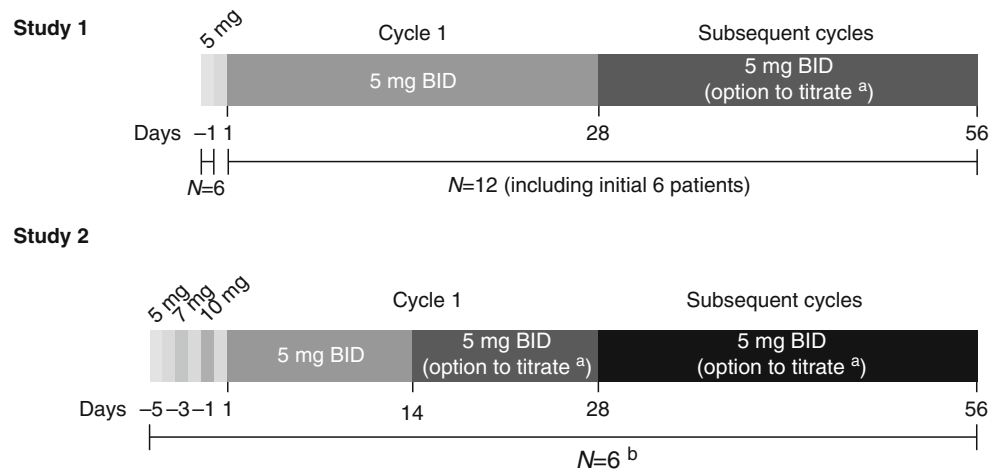 Study 1
5 mg
Cycle 1
Subsequent cycles
5 mg BID
5 mg BID
(option to titrate a)
Days –1 1 28 56
N=6
N=12 (including initial 6 patients)
Study 2
5 mg 7 mg 10 mg
Cycle 1
Subsequent cycles
5 mg BID
5 mg BID
(option to titrate a)
5 mg BID
(option to titrate a)
Days –5 –3 –1 1 14 28 56
N=6 b